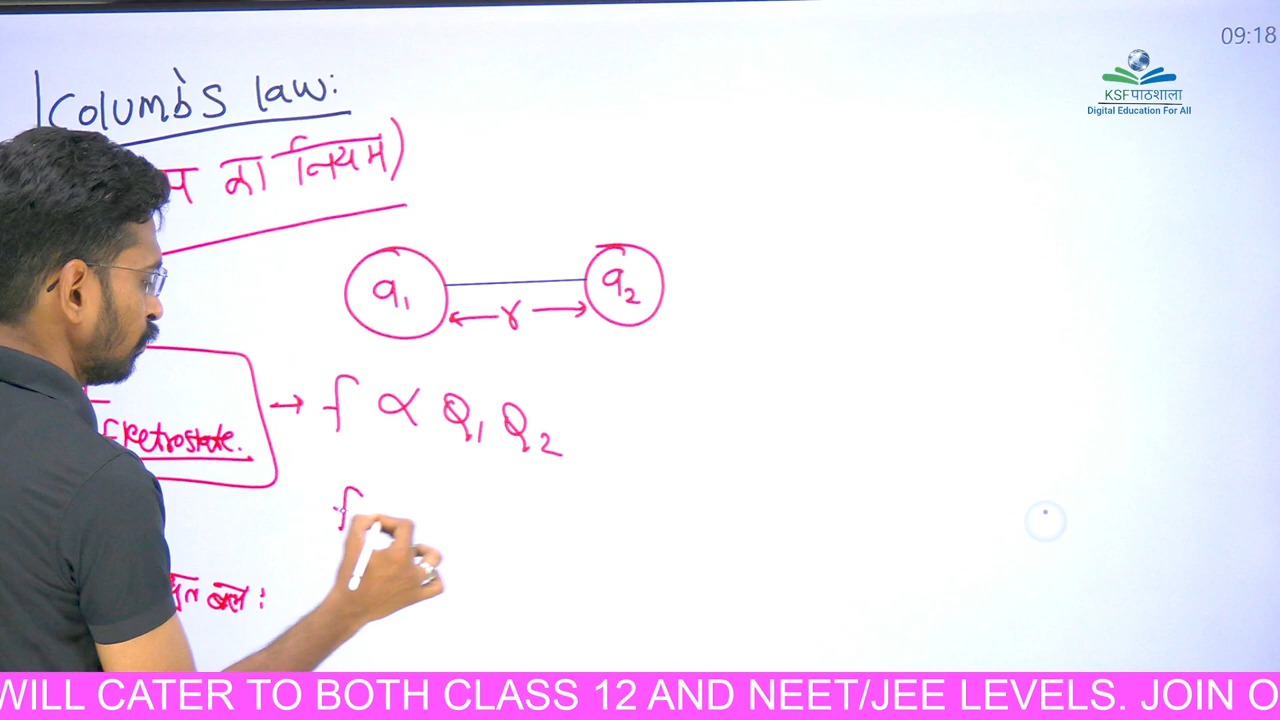 09:18
KSFपाठशाला
Digital Education For All
Columb's law:
का नियम)
q₁ q₂
r
→ f ∝ Q₁ Q₂
Electrostate.
f
बल :
WILL CATER TO BOTH CLASS 12 AND NEET/JEE LEVELS. JOIN O